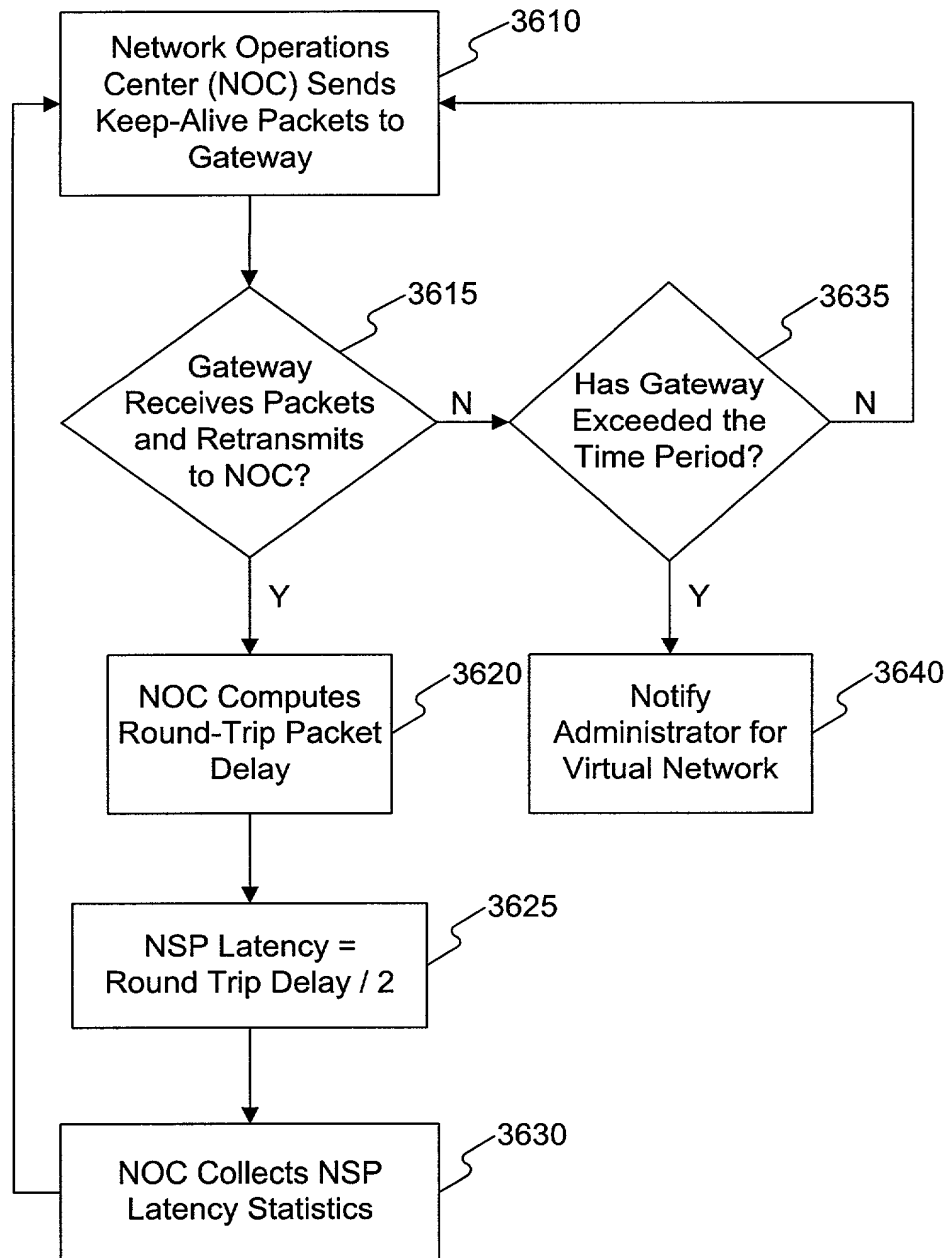 3610
Network Operations
Center (NOC) Sends
Keep-Alive Packets to
Gateway
3615
Gateway
Receives Packets
and Retransmits
to NOC?
N
Y
3635
Has Gateway
Exceeded the
Time Period?
N
Y
3620
NOC Computes
Round-Trip Packet
Delay
3640
Notify
Administrator for
Virtual Network
3625
NSP Latency =
Round Trip Delay / 2
3630
NOC Collects NSP
Latency Statistics